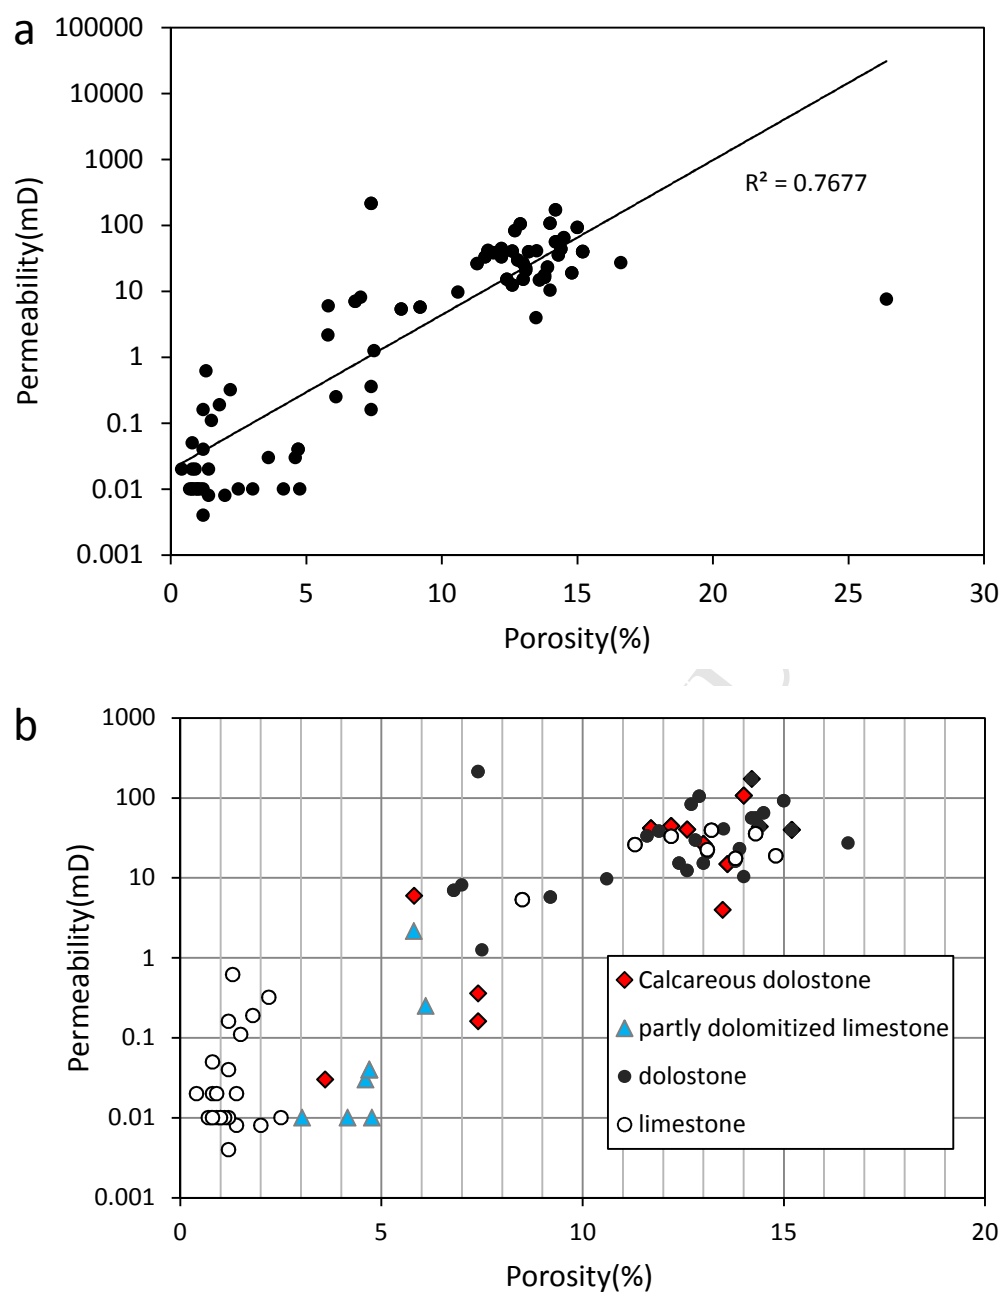 a
100000
10000
1000
100
10
1
0.1
0.01
0.001
Permeability(mD)
R² = 0.7677
0 5 10 15 20 25 30
Porosity(%)
b
1000
100
10
1
0.1
0.01
0.001
Permeability(mD)
Calcareous dolostone
partly dolomitized limestone
dolostone
limestone
0 5 10 15 20
Porosity(%)